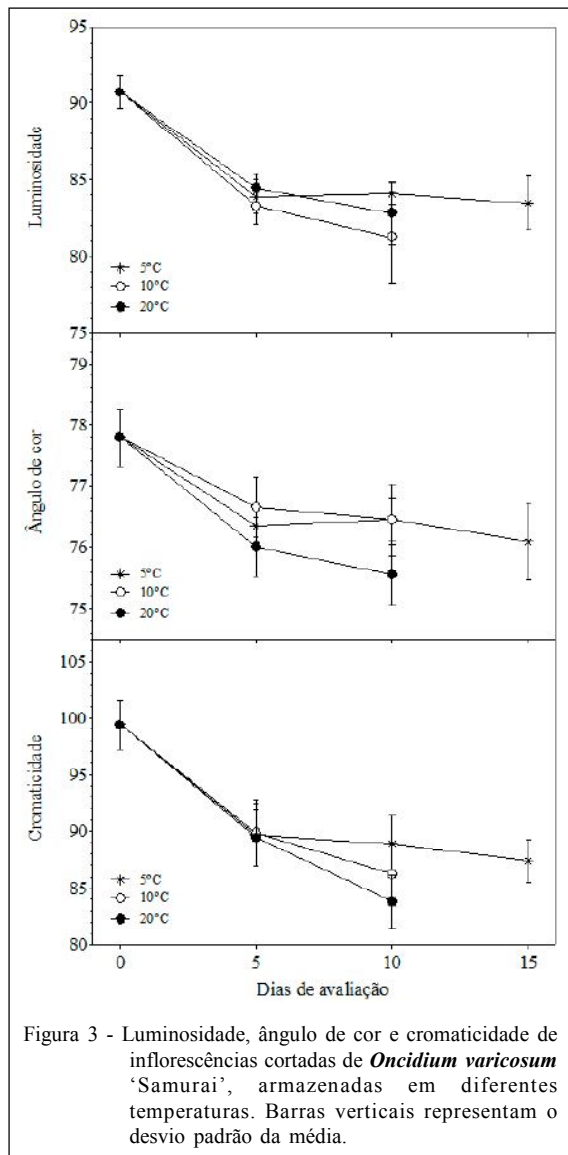 95
90
85
80
75
Luminosidade
5°C
10°C
20°C
79
78
77
76
75
Ângulo de cor
5°C
10°C
20°C
105
100
95
90
85
80
Cromaticidade
5°C
10°C
20°C
0 5 10 15
Dias de avaliação
Figura 3 - Luminosidade, ângulo de cor e cromaticidade de
inflorescências cortadas de Oncidium varicosum
‘Samurai’, armazenadas em diferentes
temperaturas. Barras verticais representam o
desvio padrão da média.